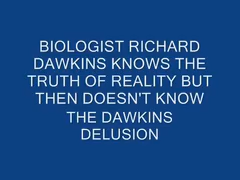 BIOLOGIST RICHARD
DAWKINS KNOWS THE
TRUTH OF REALITY BUT
THEN DOESN'T KNOW
THE DAWKINS
DELUSION